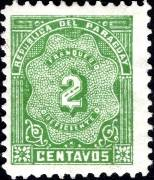 REPUBLICA DEL PARAGUAY
FRANQUEO
2
DEFICIENTE
CENTAVOS